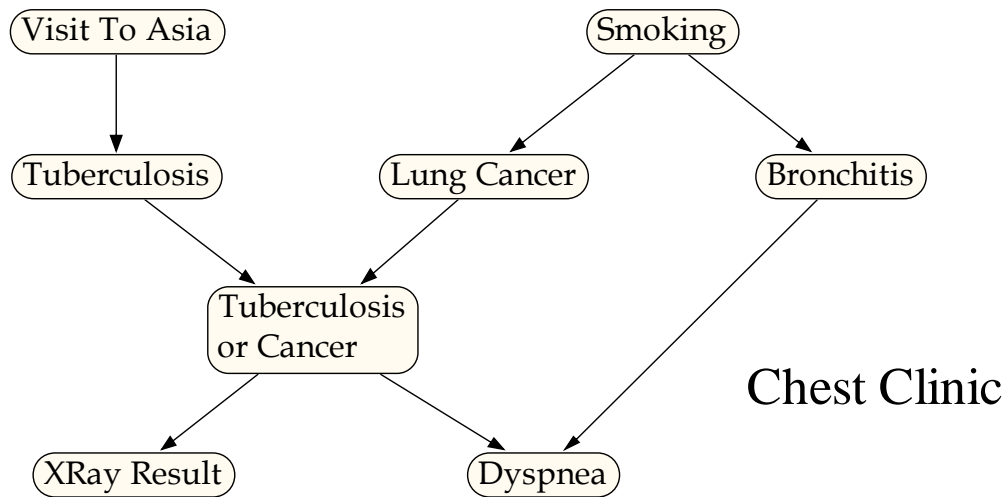 Visit To Asia
Smoking
Tuberculosis
Lung Cancer
Bronchitis
Tuberculosis
or Cancer
Chest Clinic
XRay Result
Dyspnea